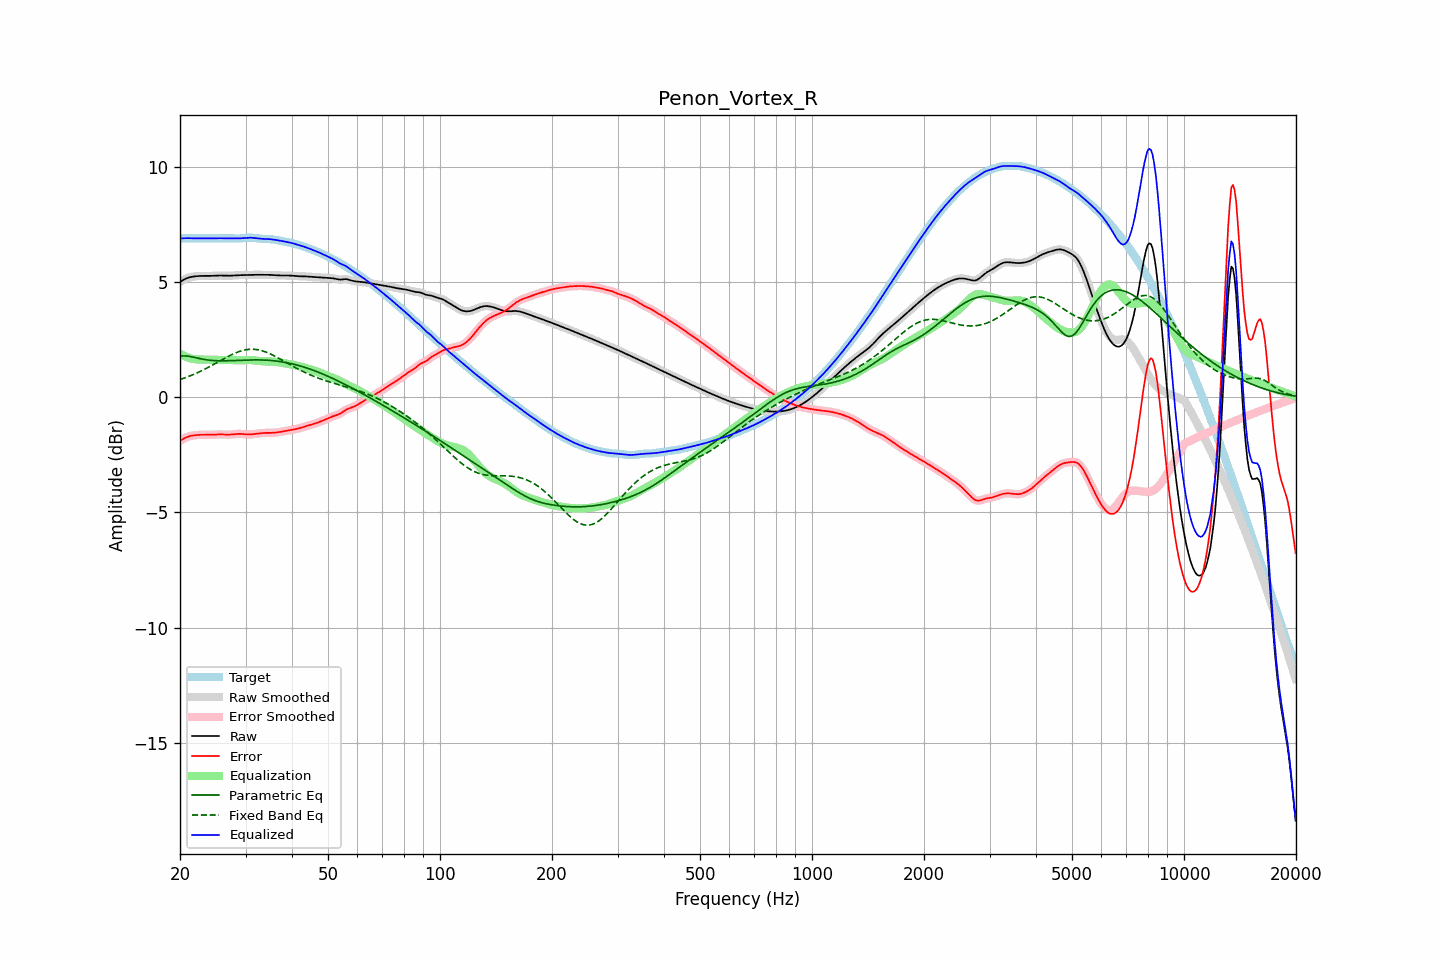 Penon_Vortex_R
Amplitude (dBr)
10
5
0
−5
−10
−15
Target
Raw Smoothed
Error Smoothed
Raw
Error
Equalization
Parametric Eq
Fixed Band Eq
Equalized
20 50 100 200 500 1000 2000 5000 10000 20000
Frequency (Hz)